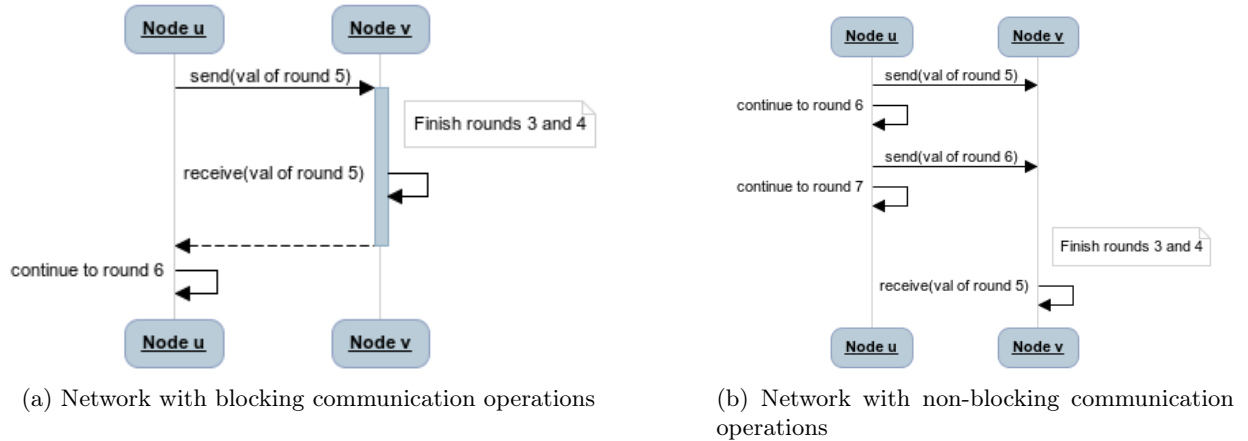 Node u
Node v
send(val of round 5)
Finish rounds 3 and 4
receive(val of round 5)
continue to round 6
Node u
Node v
(a) Network with blocking communication operations
Node u
Node v
send(val of round 5)
continue to round 6
send(val of round 6)
continue to round 7
Finish rounds 3 and 4
receive(val of round 5)
Node u
Node v
(b) Network with non-blocking communication
operations